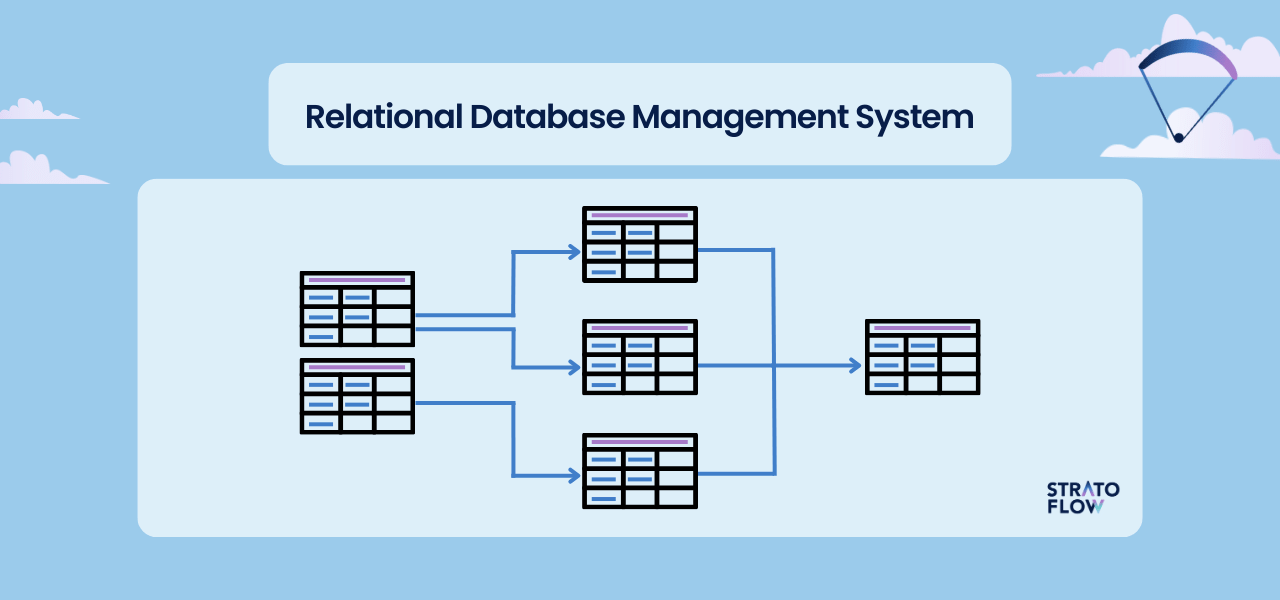 Relational Database Management System
STRATO
FLOW